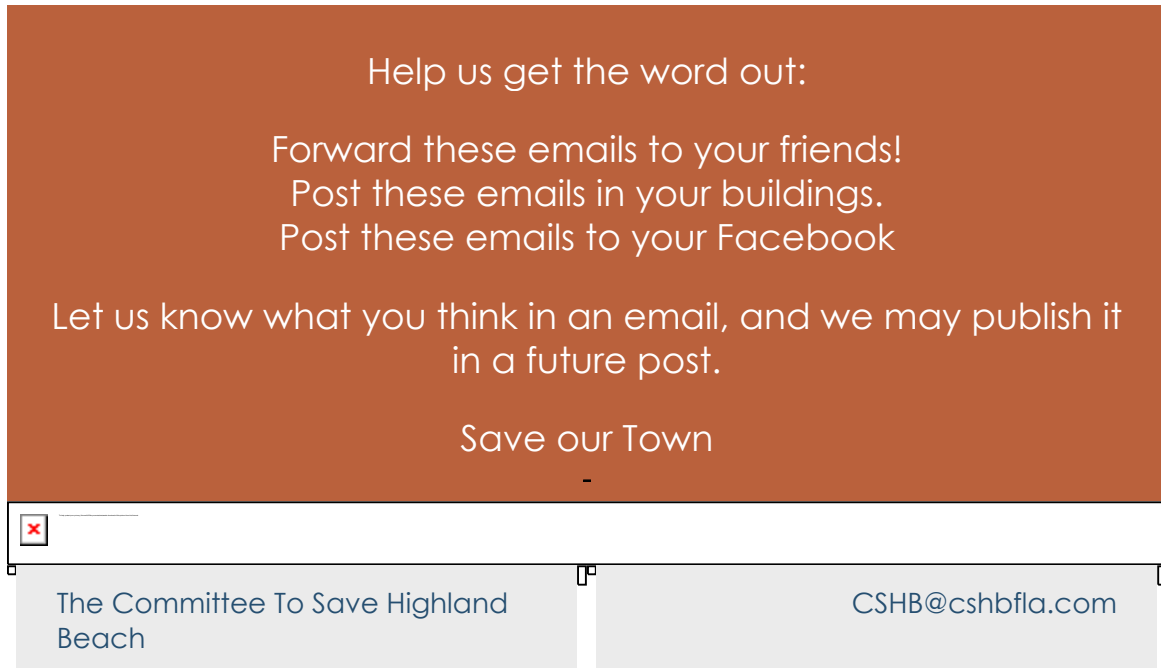 Help us get the word out:
Forward these emails to your friends!
Post these emails in your buildings.
Post these emails to your Facebook
Let us know what you think in an email, and we may publish it
in a future post.
Save our Town
-
The Committee To Save Highland
Beach
CSHB@cshbfla.com